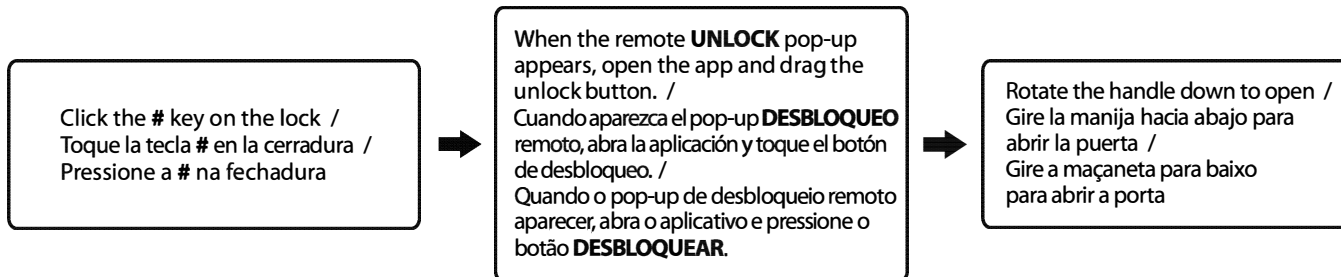 Click the # key on the lock /
Toque la tecla # en la cerradura /
Pressione a # na fechadura
When the remote UNLOCK pop-up
appears, open the app and drag the
unlock button. /
Cuando aparezca el pop-up DESBLOQUEO
remoto, abra la aplicación y toque el botón
de desbloqueo. /
Quando o pop-up de desbloqueio remoto
aparecer, abra o aplicativo e pressione o
botão DESBLOQUEAR.
Rotate the handle down to open /
Gire la manija hacia abajo para
abrir la puerta /
Gire a maçaneta para baixo
para abrir a porta